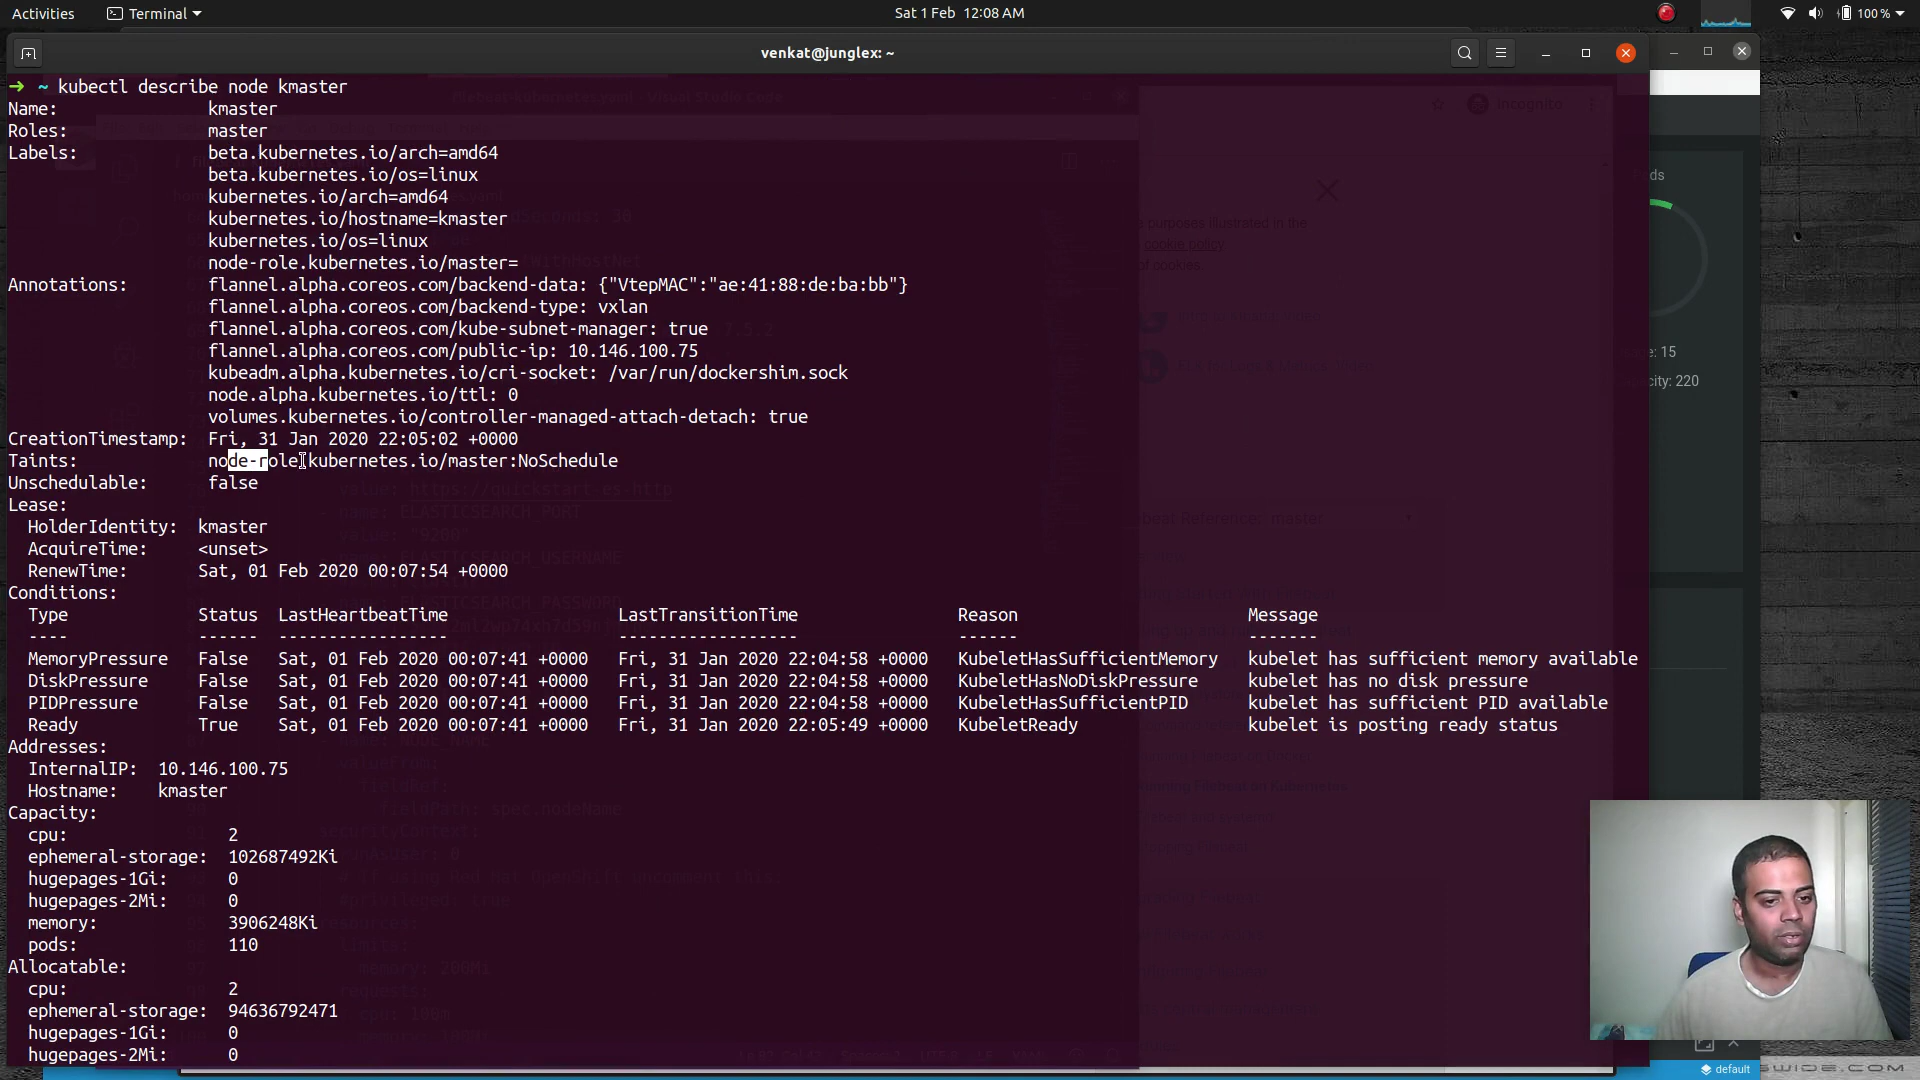 Activities Terminal Sat 1 Feb 12:08 AM 100 %
venkat@junglex: ~
➜ ~ kubectl describe node kmaster
Name: kmaster
Roles: master
Labels: beta.kubernetes.io/arch=amd64
beta.kubernetes.io/os=linux
kubernetes.io/arch=amd64
kubernetes.io/hostname=kmaster
kubernetes.io/os=linux
node-role.kubernetes.io/master=
Annotations: flannel.alpha.coreos.com/backend-data: {"VtepMAC":"ae:41:88:de:ba:bb"}
flannel.alpha.coreos.com/backend-type: vxlan
flannel.alpha.coreos.com/kube-subnet-manager: true
flannel.alpha.coreos.com/public-ip: 10.146.100.75
kubeadm.alpha.kubernetes.io/cri-socket: /var/run/dockershim.sock
node.alpha.kubernetes.io/ttl: 0
volumes.kubernetes.io/controller-managed-attach-detach: true
CreationTimestamp: Fri, 31 Jan 2020 22:05:02 +0000
Taints: node-role.kubernetes.io/master:NoSchedule
Unschedulable: false
Lease:
HolderIdentity: kmaster
AcquireTime: <unset>
RenewTime: Sat, 01 Feb 2020 00:07:54 +0000
Conditions:
Type Status LastHeartbeatTime LastTransitionTime Reason Message
---- ------ ----------------- ------------------ ------ -------
MemoryPressure False Sat, 01 Feb 2020 00:07:41 +0000 Fri, 31 Jan 2020 22:04:58 +0000 KubeletHasSufficientMemory kubelet has sufficient memory available
DiskPressure False Sat, 01 Feb 2020 00:07:41 +0000 Fri, 31 Jan 2020 22:04:58 +0000 KubeletHasNoDiskPressure kubelet has no disk pressure
PIDPressure False Sat, 01 Feb 2020 00:07:41 +0000 Fri, 31 Jan 2020 22:04:58 +0000 KubeletHasSufficientPID kubelet has sufficient PID available
Ready True Sat, 01 Feb 2020 00:07:41 +0000 Fri, 31 Jan 2020 22:05:49 +0000 KubeletReady kubelet is posting ready status
Addresses:
InternalIP: 10.146.100.75
Hostname: kmaster
Capacity:
cpu: 2
ephemeral-storage: 102687492Ki
hugepages-1Gi: 0
hugepages-2Mi: 0
memory: 3906248Ki
pods: 110
Allocatable:
cpu: 2
ephemeral-storage: 94636792471
hugepages-1Gi: 0
hugepages-2Mi: 0
ds
e: 15
city: 220
default
SWIDE.COM